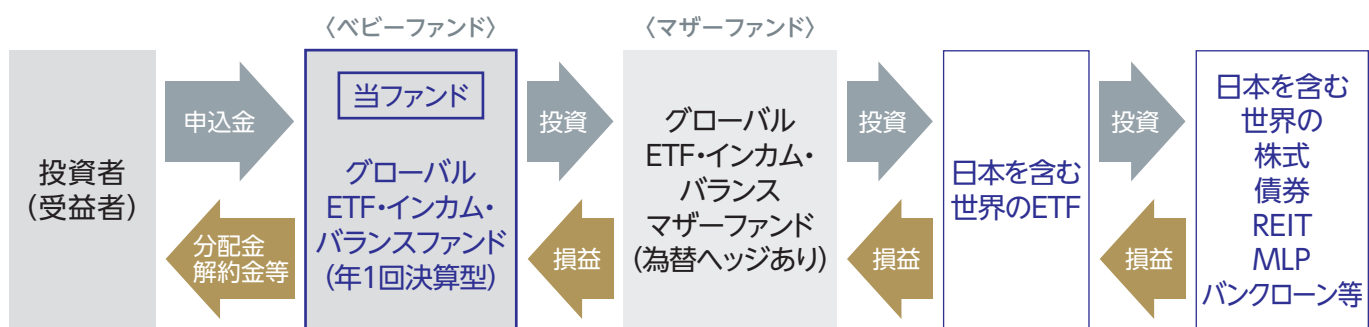 〈ベビーファンド〉
〈マザーファンド〉
投資者
(受益者)
申込金
分配金
解約金等
当ファンド
グローバル
ETF・インカム・
バランスファンド
(年1回決算型)
投資
損益
グローバル
ETF・インカム・
バランス
マザーファンド
(為替ヘッジあり)
投資
損益
日本を含む
世界のETF
投資
損益
日本を含む
世界の
株式
債券
REIT
MLP
バンクローン等